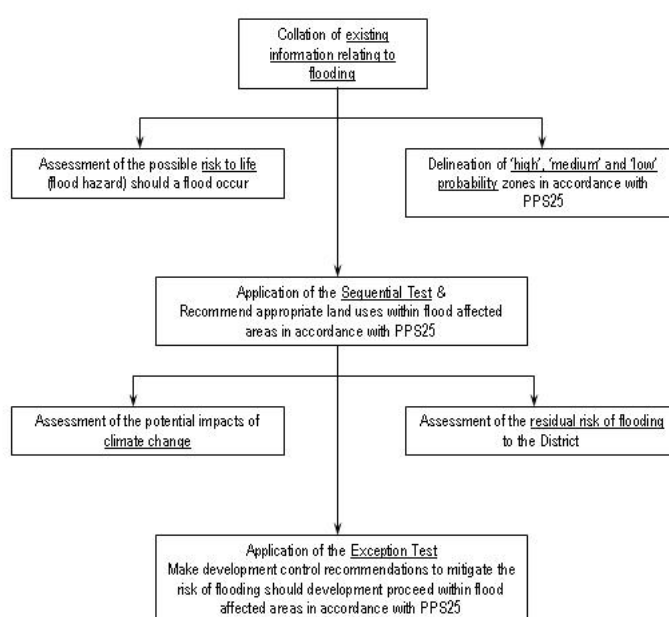 Collation of existing
information relating to
flooding
Assessment of the possible risk to life
(flood hazard) should a flood occur
Delineation of 'high', 'medium' and 'low'
probability zones in accordance with
PPS25
Application of the Sequential Test &
Recommend appropriate land uses within flood affected
areas in accordance with PPS25
Assessment of the potential impacts of
climate change
Assessment of the residual risk of flooding
to the District
Application of the Exception Test
Make development control recommendations to mitigate the
risk of flooding should development proceed within flood
affected areas in accordance with PPS25